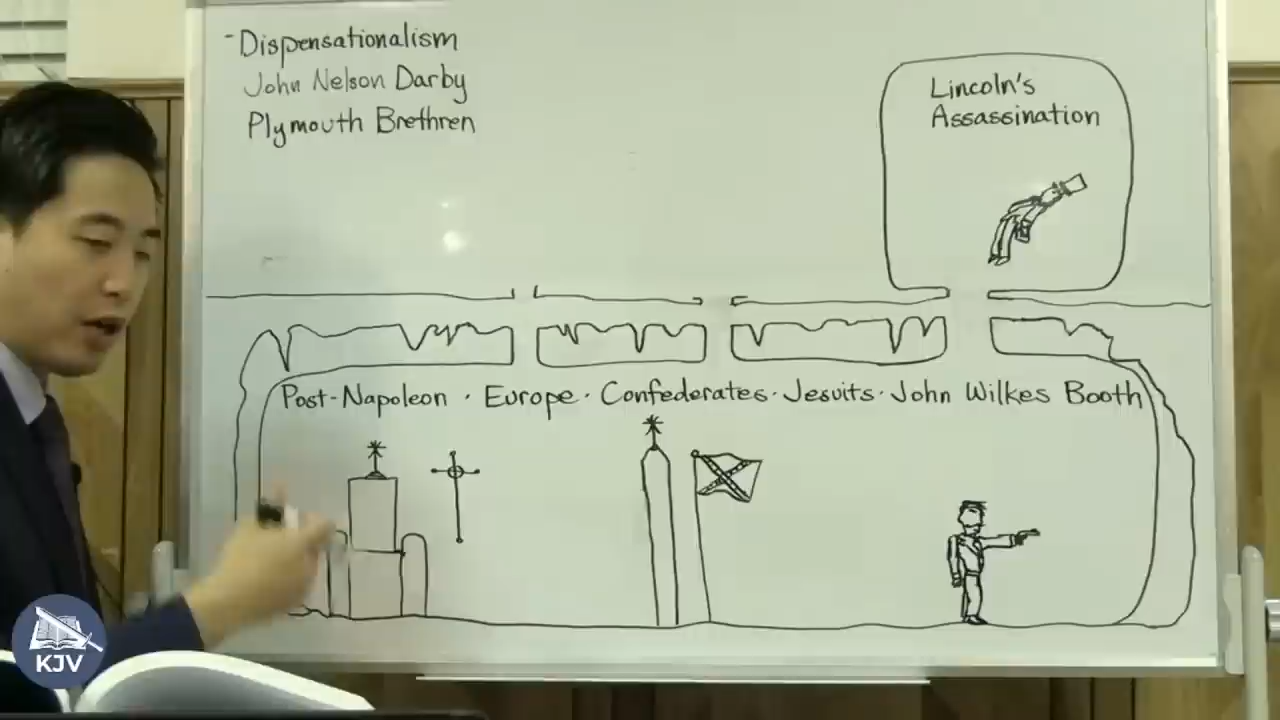 - Dispensationalism
John Nelson Darby
Plymouth Brethren
Lincoln's
Assassination
Post-Napoleon · Europe · Confederates · Jesuits · John Wilkes Booth
KJV